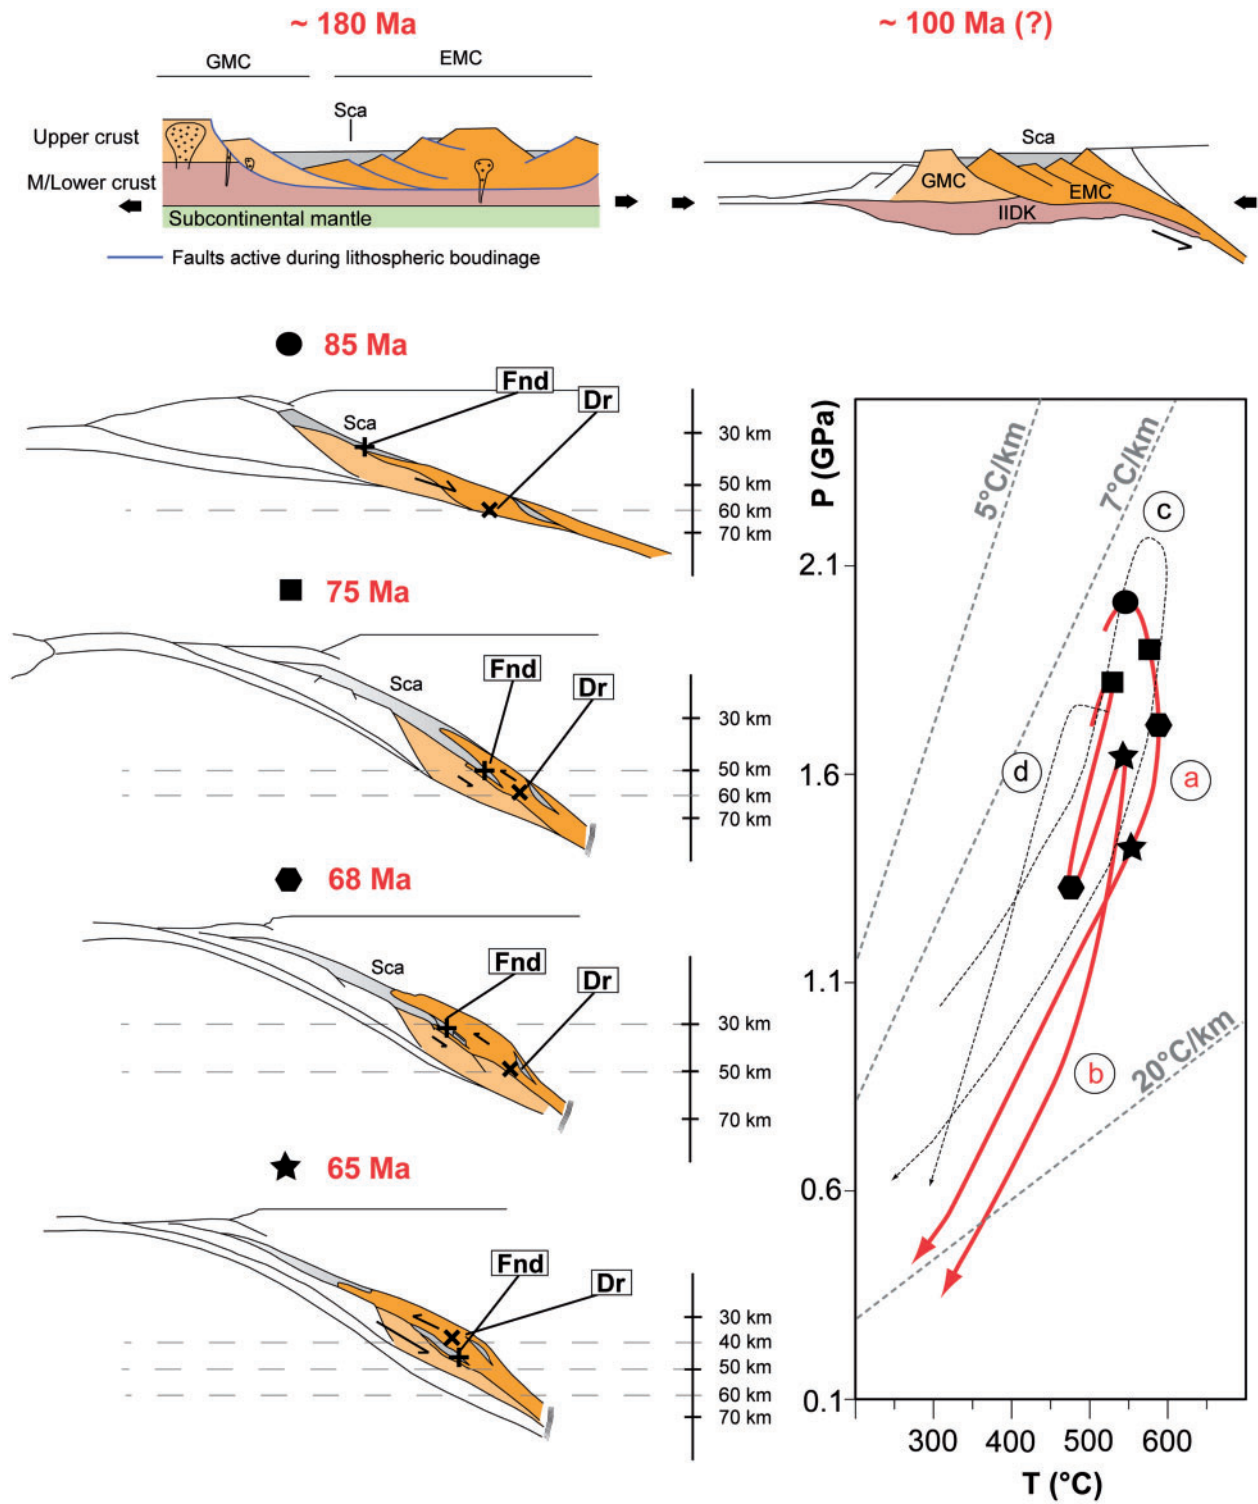 ~ 180 Ma
~ 100 Ma (?)
GMC
EMC
Sca
Upper crust
M/Lower crust
Subcontinental mantle
Faults active during lithospheric boudinage
Sca
GMC
EMC
IIDK
85 Ma
Fnd
Dr
Sca
30 km
50 km
60 km
70 km
75 Ma
Fnd
Dr
Sca
30 km
50 km
60 km
70 km
68 Ma
Fnd
Dr
Sca
30 km
50 km
70 km
65 Ma
Fnd
Dr
30 km
40 km
50 km
60 km
70 km
P (GPa)
2.1
1.6
1.1
0.6
0.1
5°C/km
7°C/km
20°C/km
c
d
a
b
300
400
500
600
T (°C)